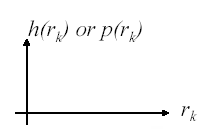 h(rₖ) or p(rₖ)
rₖ